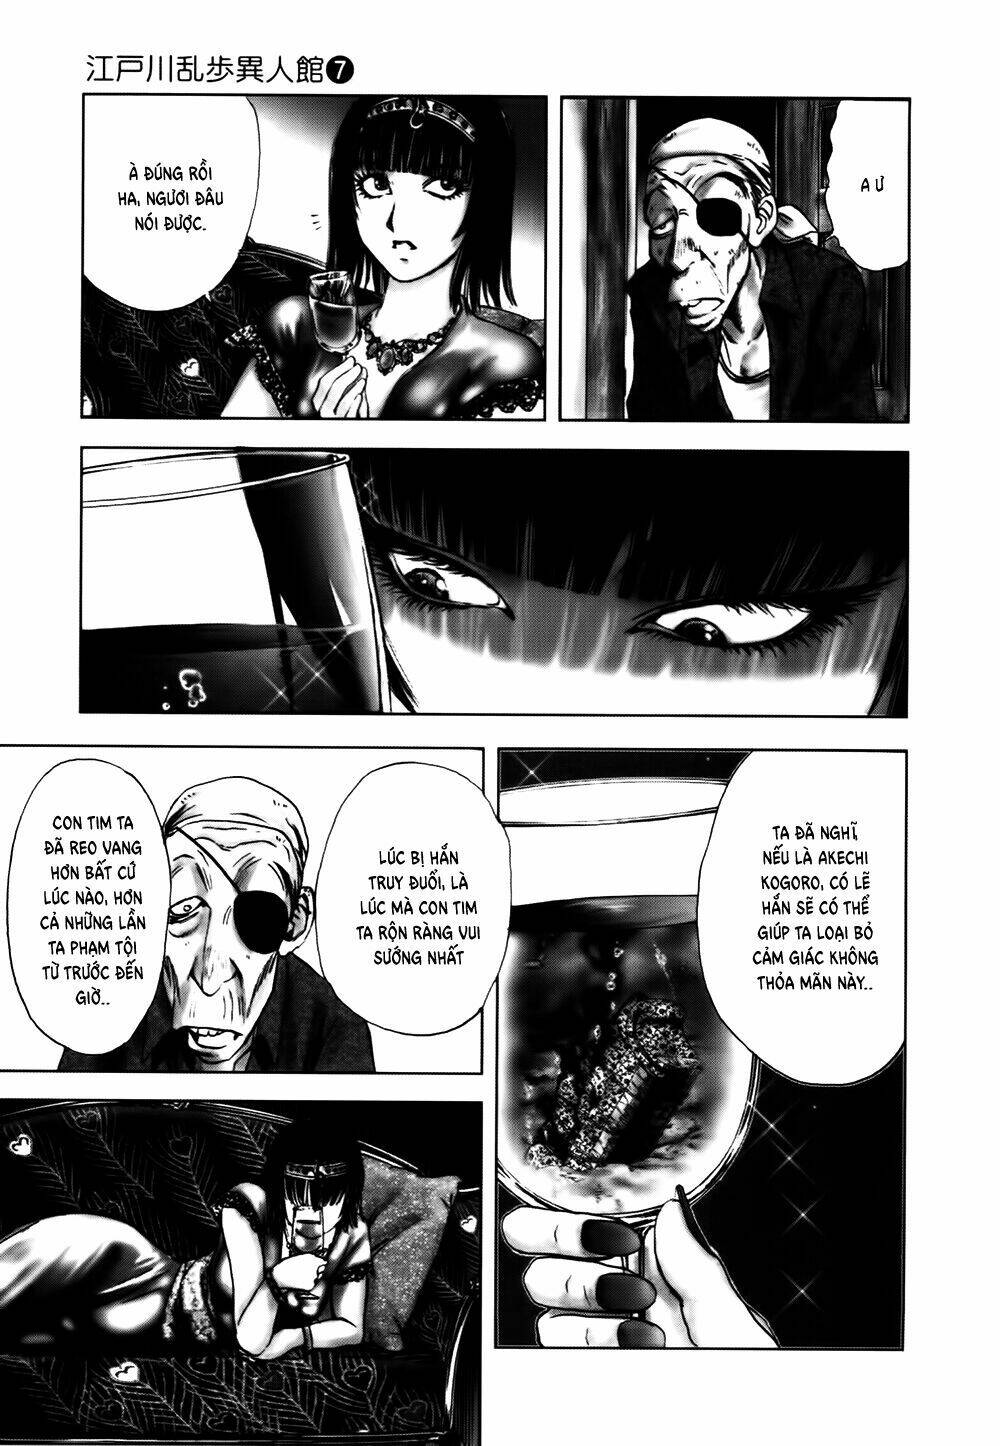 江戸川乱歩異人館❼
A Ư
À ĐÚNG RỒI
HA, NGƯƠI ĐÂU
NÓI ĐƯỢC.
TA ĐÃ NGHĨ,
NẾU LÀ AKECHI
KOGORO, CÓ LẼ
HẮN SẼ CÓ THỂ
GIÚP TA LOẠI BỎ
CẢM GIÁC KHÔNG
THỎA MÃN NÀY..
LÚC BỊ HẮN
TRUY ĐUỔI, LÀ
LÚC MÀ CON TIM
TA RỘN RÀNG VUI
SƯỚNG NHẤT
CON TIM TA
ĐÃ REO VANG
HƠN BẤT CỨ
LÚC NÀO, HƠN
CẢ NHỮNG LẦN
TA PHẠM TỘI
TỪ TRƯỚC ĐẾN
GIỜ..